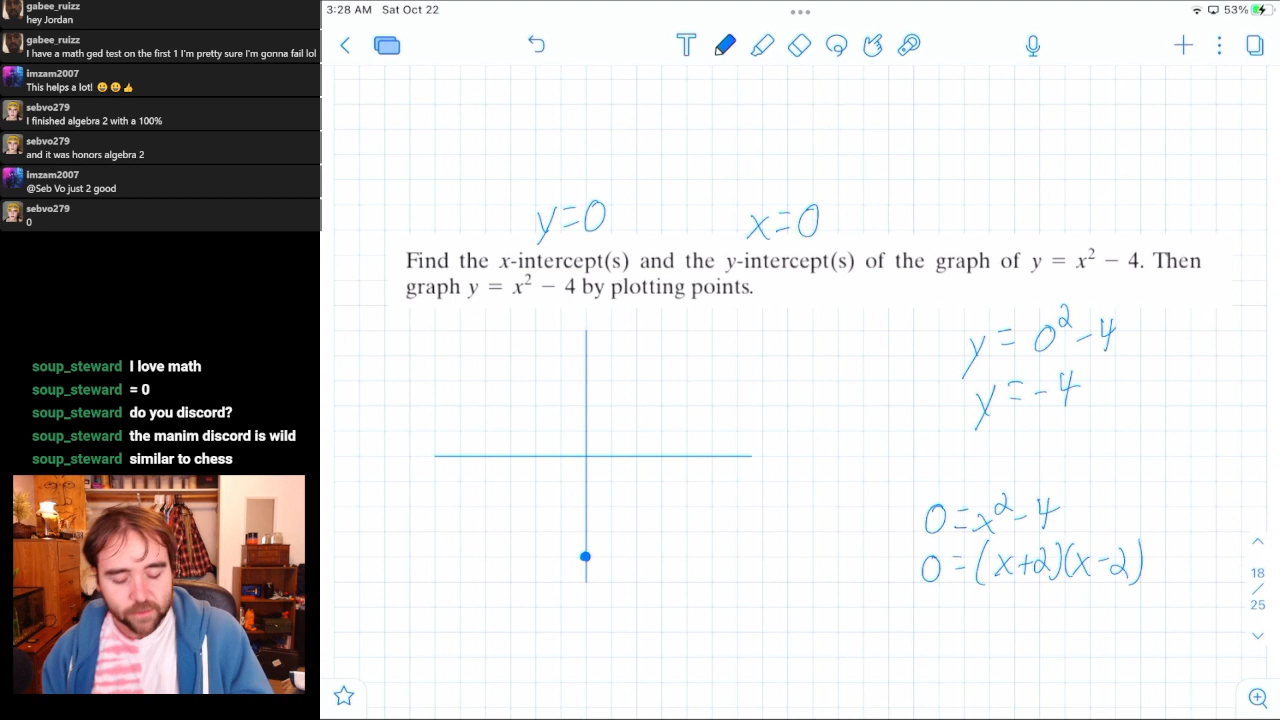 gabee_ruizz
hey Jordan
gabee_ruizz
I have a math ged test on the first 1 I'm pretty sure I'm gonna fail lol
imzam2007
This helps a lot! 😀😀👍
sebvo279
I finished algebra 2 with a 100%
sebvo279
and it was honors algebra 2
imzam2007
@Seb Vo just 2 good
sebvo279
0
soup_steward I love math
soup_steward = 0
soup_steward do you discord?
soup_steward the manim discord is wild
soup_steward similar to chess
3:28 AM Sat Oct 22
53%
T
y=0 x=0
Find the x-intercept(s) and the y-intercept(s) of the graph of y = x² − 4. Then
graph y = x² − 4 by plotting points.
y = 0² - 4
y = -4
0 = x² - 4
0 = (x+2)(x-2)
18
/
25